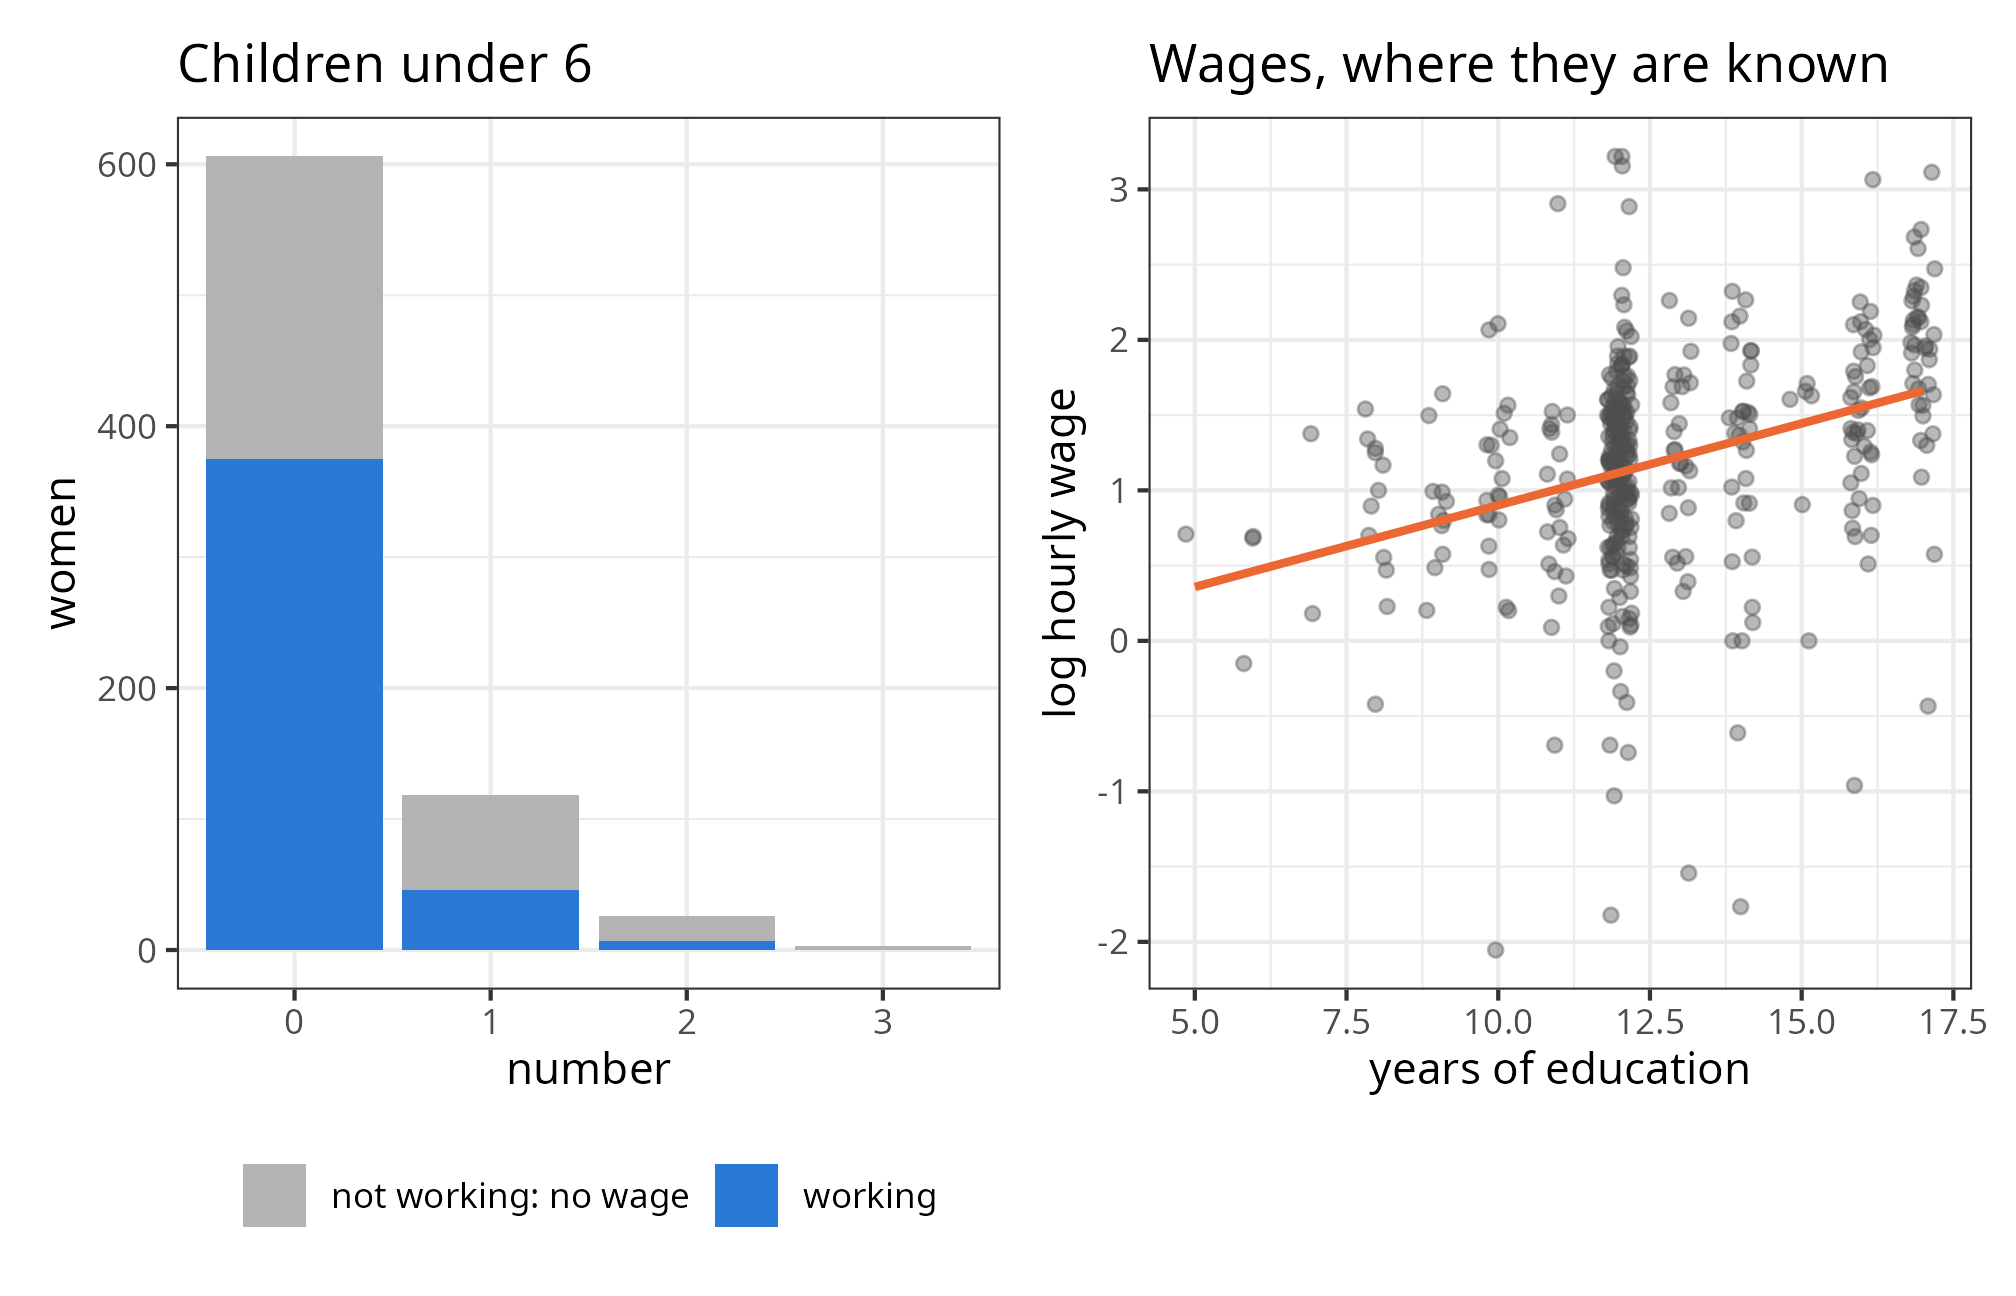 Children under 6
women
600
400
200
0
0 1 2 3
number
not working: no wage
working
Wages, where they are known
log hourly wage
3
2
1
0
-1
-2
5.0 7.5 10.0 12.5 15.0 17.5
years of education